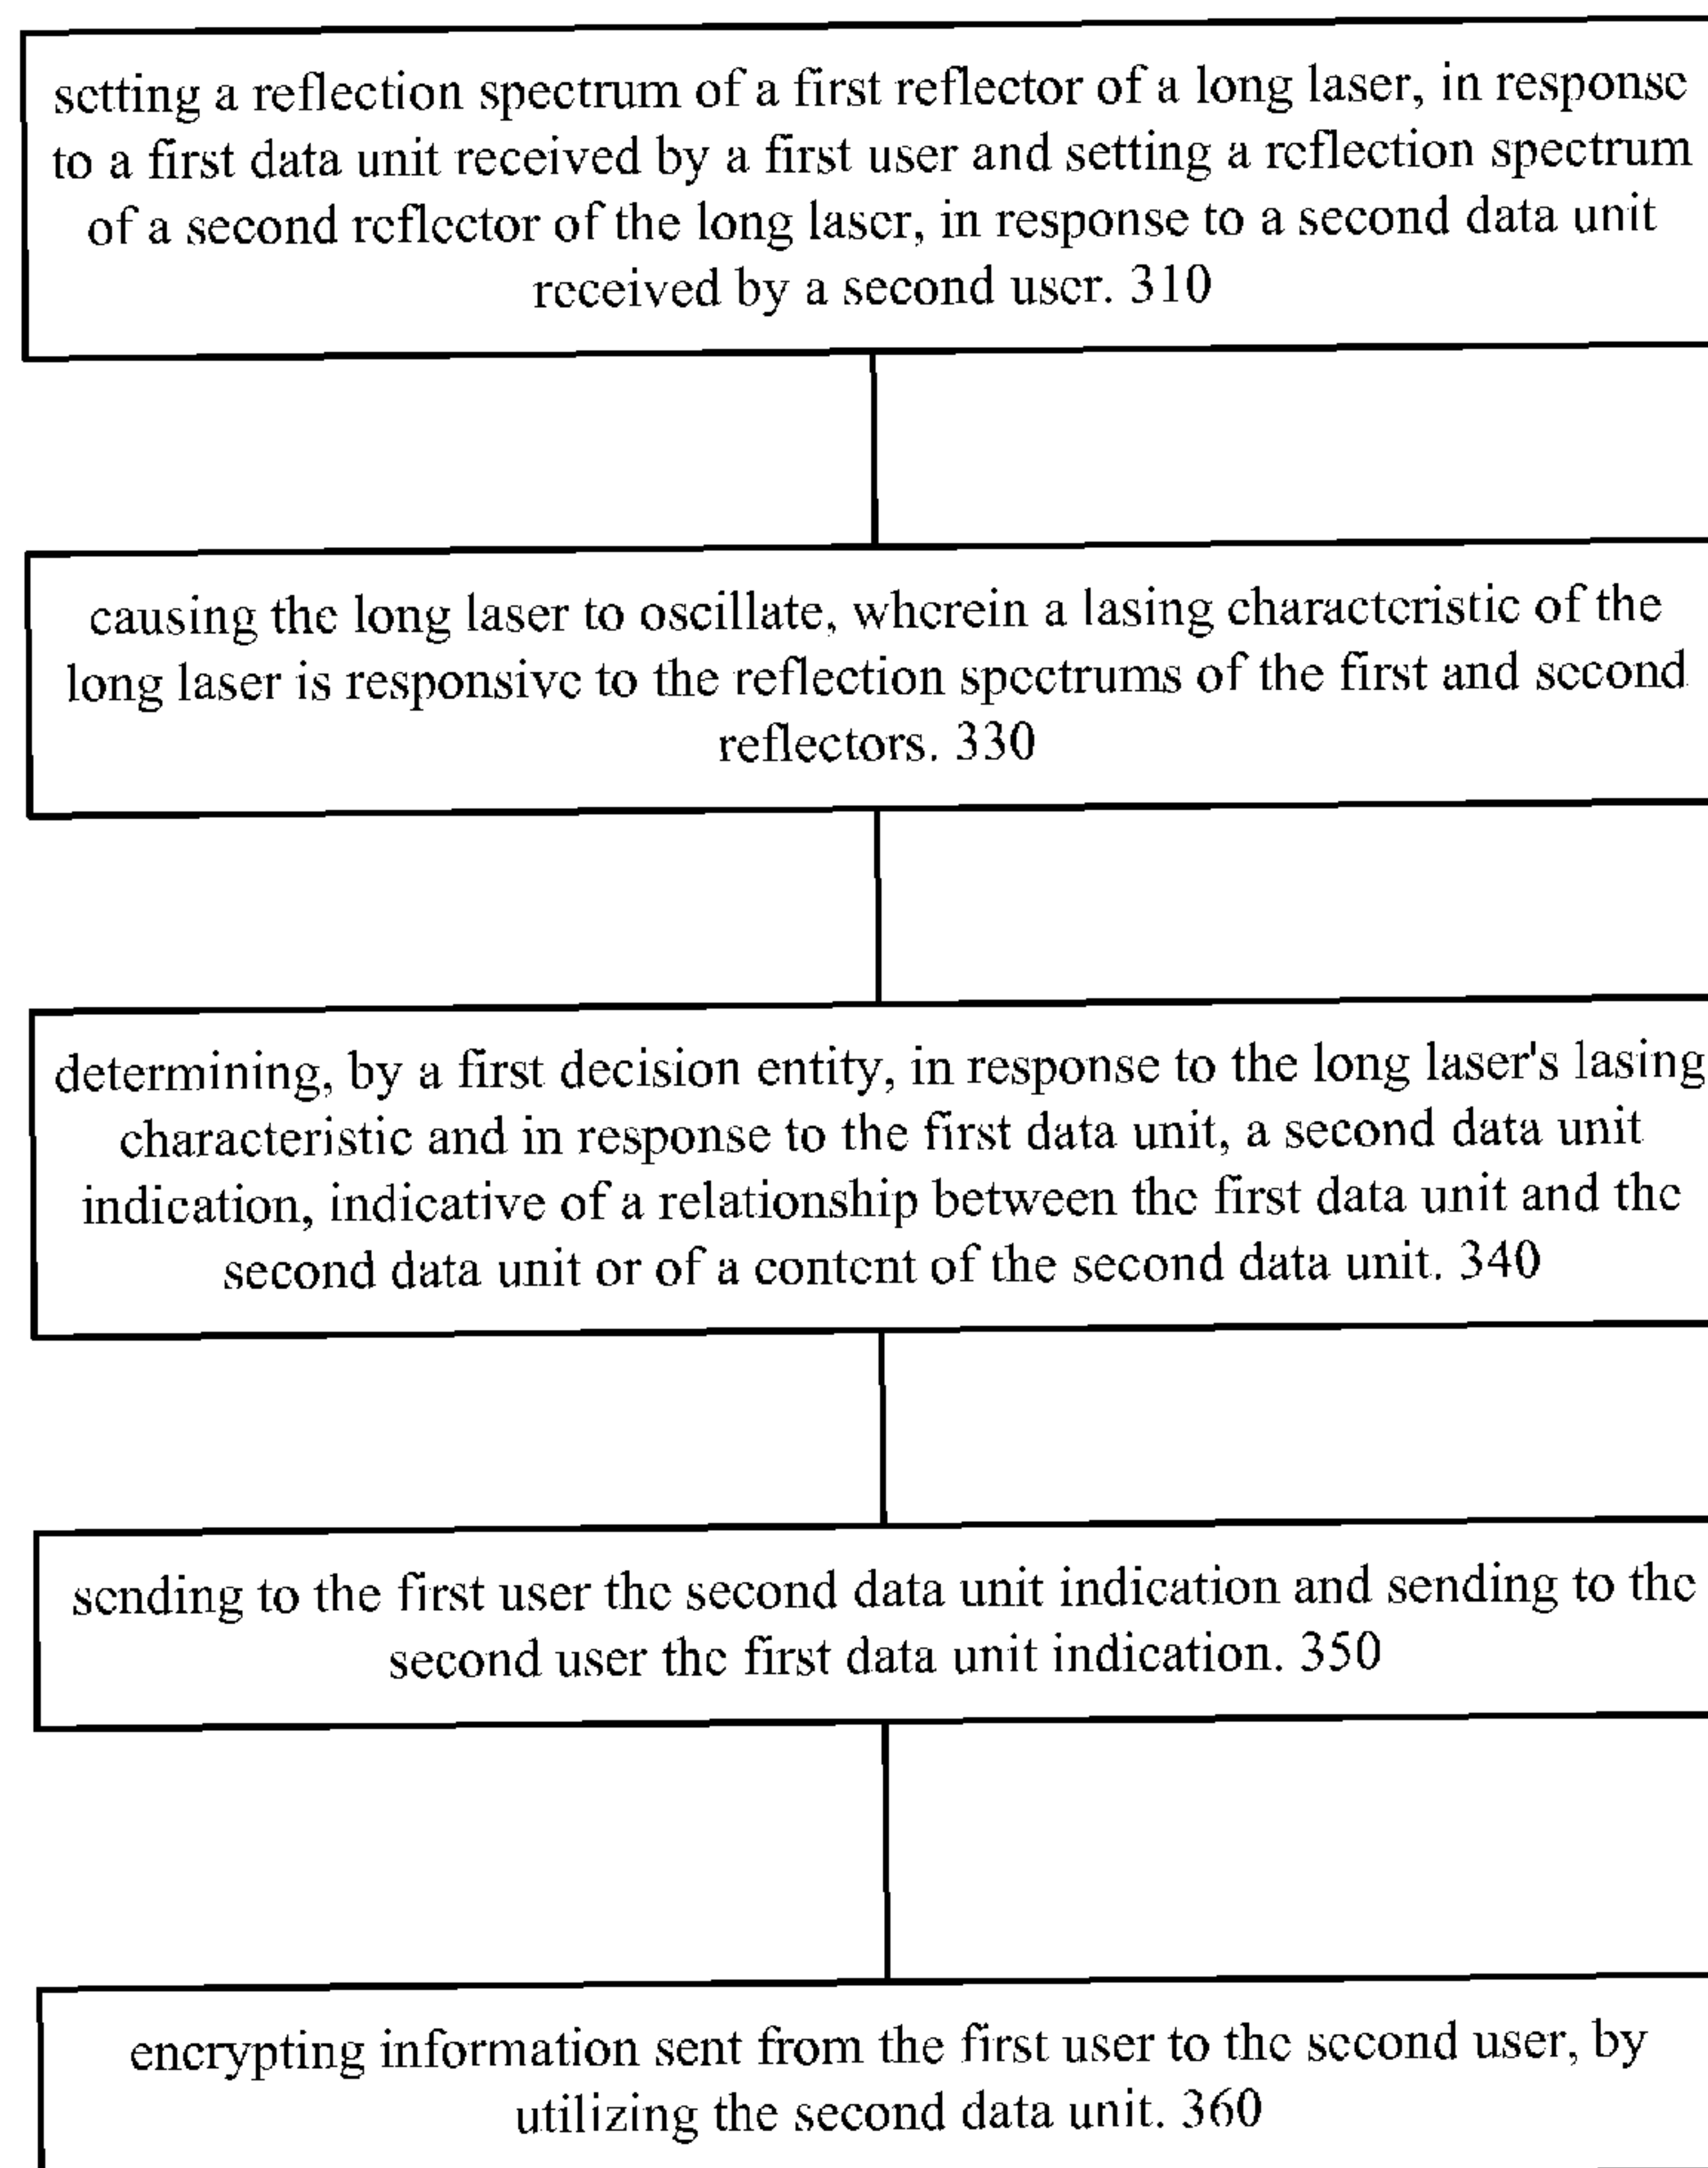 setting a reflection spectrum of a first reflector of a long laser, in response
to a first data unit received by a first user and setting a reflection spectrum
of a second reflector of the long laser, in response to a second data unit
received by a second user. 310
causing the long laser to oscillate, wherein a lasing characteristic of the
long laser is responsive to the reflection spectrums of the first and second
reflectors. 330
determining, by a first decision entity, in response to the long laser's lasing
characteristic and in response to the first data unit, a second data unit
indication, indicative of a relationship between the first data unit and the
second data unit or of a content of the second data unit. 340
sending to the first user the second data unit indication and sending to the
second user the first data unit indication. 350
encrypting information sent from the first user to the second user, by
utilizing the second data unit. 360